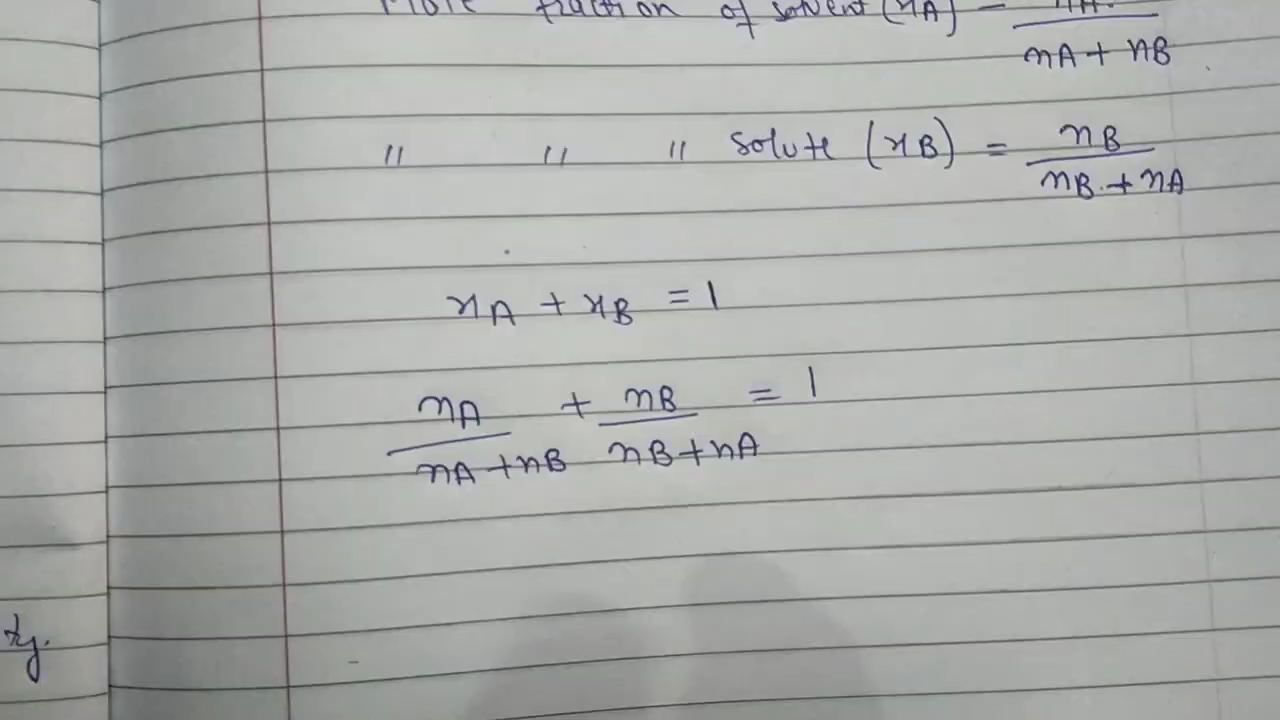 Mole fraction of solvent (xA) = nA / nA + nB
" " " solute (xB) = nB / nB + nA
xA + xB = 1
nA / nA + nB + nB / nB + nA = 1